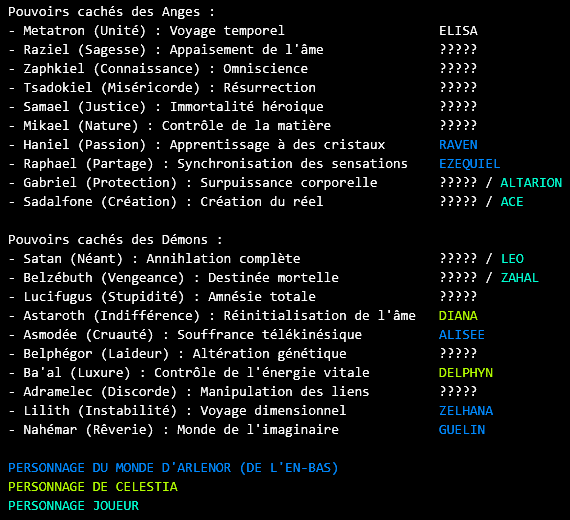 Pouvoirs cachés des Anges :
- Metatron (Unité) : Voyage temporel ELISA
- Raziel (Sagesse) : Appaisement de l'âme ?????
- Zaphkiel (Connaissance) : Omniscience ?????
- Tsadokiel (Miséricorde) : Résurrection ?????
- Samael (Justice) : Immortalité héroique ?????
- Mikael (Nature) : Contrôle de la matière ?????
- Haniel (Passion) : Apprentissage à des cristaux RAVEN
- Raphael (Partage) : Synchronisation des sensations EZEQUIEL
- Gabriel (Protection) : Surpuissance corporelle ????? / ALTARION
- Sadalfone (Création) : Création du réel ????? / ACE
Pouvoirs cachés des Démons :
- Satan (Néant) : Annihlation complète ????? / LEO
- Belzébuth (Vengeance) : Destinée mortelle ????? / ZAHAL
- Lucifugus (Stupidité) : Amnésie totale ?????
- Astaroth (Indifférence) : Réinitialisation de l'âme DIANA
- Asmodée (Cruauté) : Souffrance télékinésique ALISEE
- Belphégor (Laideur) : Altération génétique ?????
- Ba'al (Luxure) : Contrôle de l'énergie vitale DELPHYN
- Adramelec (Discorde) : Manipulation des liens ?????
- Lilith (Instabilité) : Voyage dimensionnel ZELHANA
- Nahémar (Rêverie) : Monde de l'imaginaire GUELIN
PERSONNAGE DU MONDE D'ARLENOR (DE L'EN-BAS)
PERSONNAGE DE CELESTIA
PERSONNAGE JOUEUR